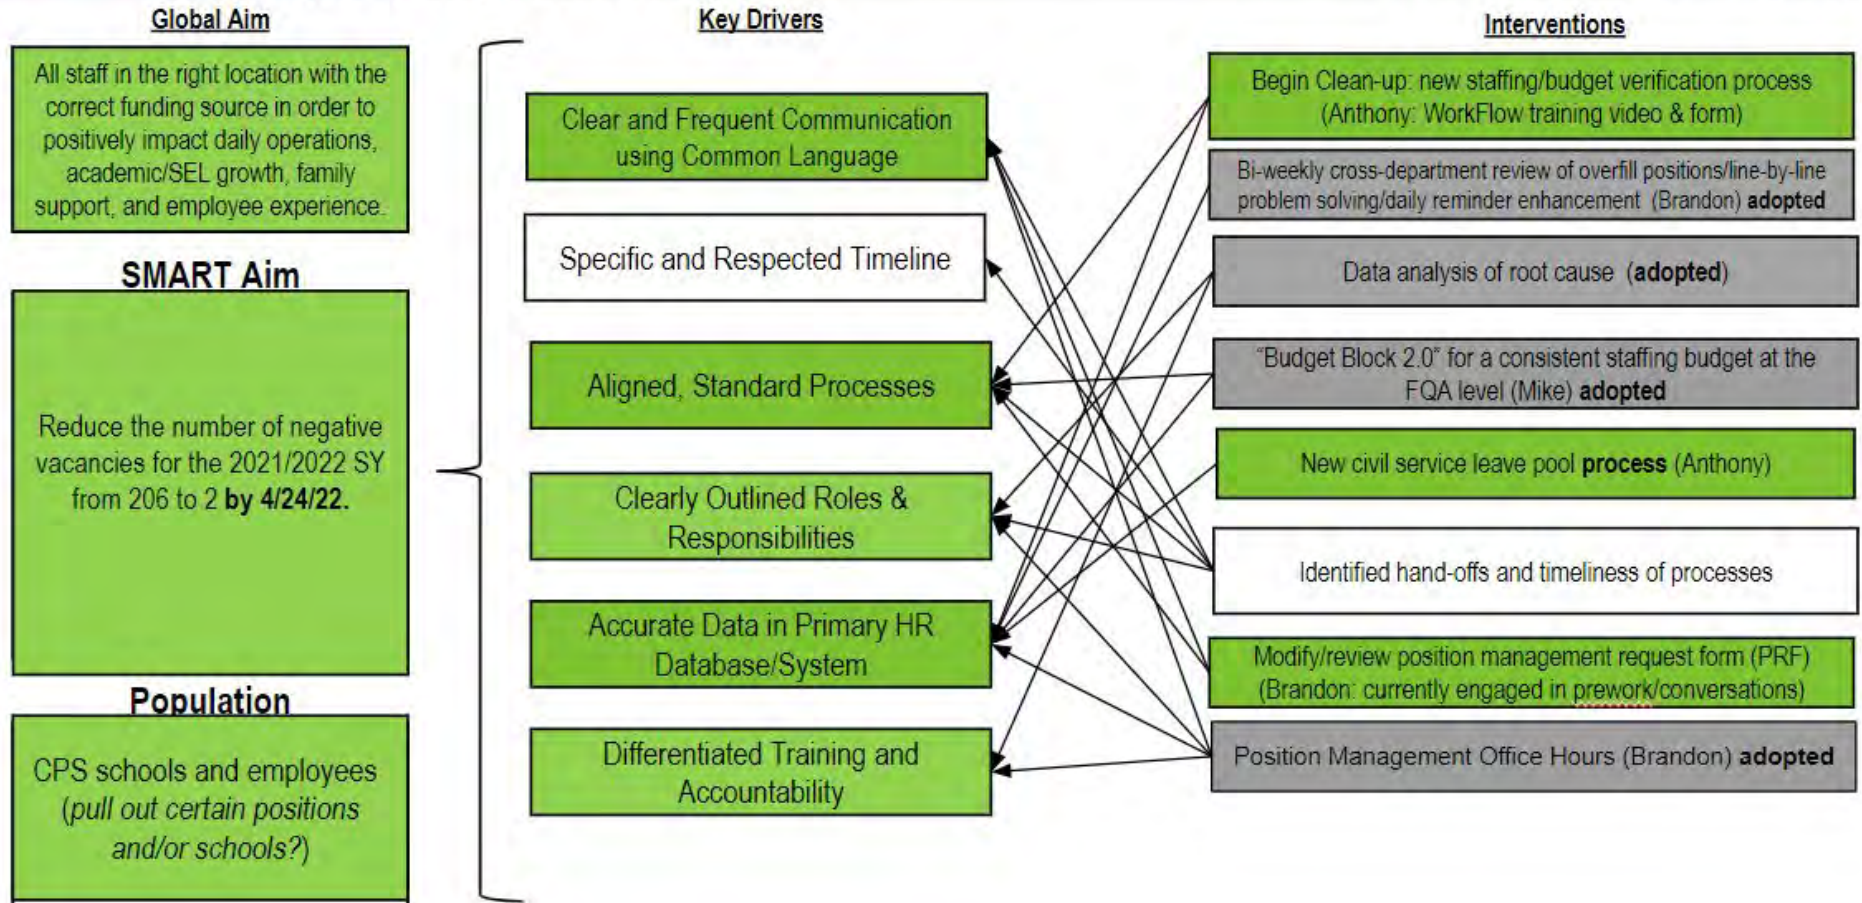 Global Aim
All staff in the right location with the
correct funding source in order to
positively impact daily operations,
academic/SEL growth, family
support, and employee experience.
SMART Aim
Reduce the number of negative
vacancies for the 2021/2022 SY
from 206 to 2 by 4/24/22.
Population
CPS schools and employees
(pull out certain positions
and/or schools?)
Key Drivers
Clear and Frequent Communication
using Common Language
Specific and Respected Timeline
Aligned, Standard Processes
Clearly Outlined Roles &
Responsibilities
Accurate Data in Primary HR
Database/System
Differentiated Training and
Accountability
Interventions
Begin Clean-up: new staffing/budget verification process
(Anthony: WorkFlow training video & form)
Bi-weekly cross-department review of overfill positions/line-by-line
problem solving/daily reminder enhancement (Brandon) adopted
Data analysis of root cause (adopted)
"Budget Block 2.0" for a consistent staffing budget at the
FQA level (Mike) adopted
New civil service leave pool process (Anthony)
Identified hand-offs and timeliness of processes
Modify/review position management request form (PRF)
(Brandon: currently engaged in prework/conversations)
Position Management Office Hours (Brandon) adopted